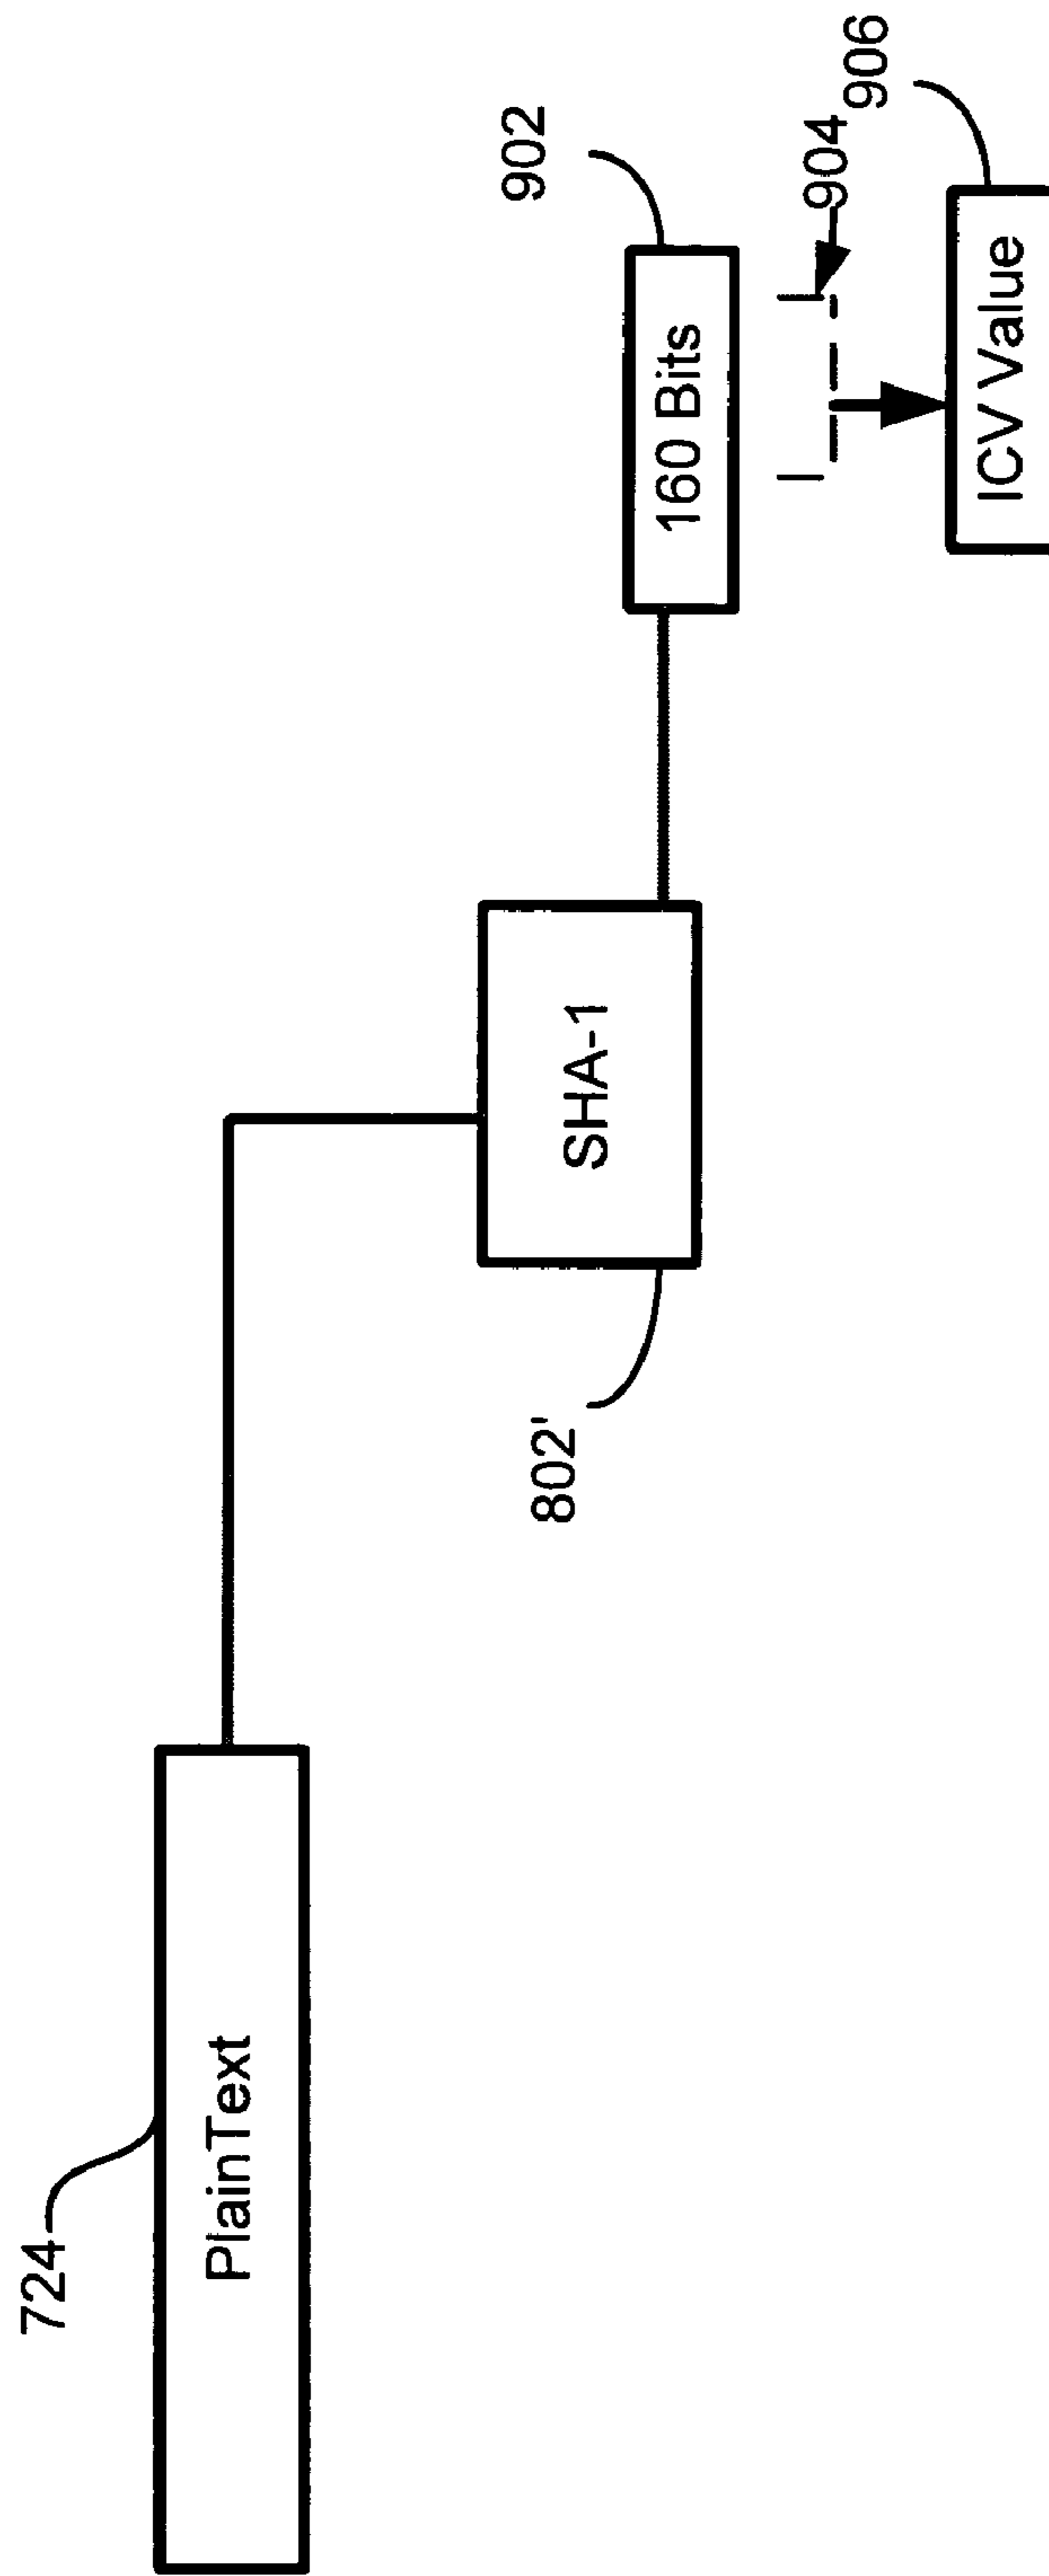 724
PlainText
802'
SHA-1
902
160 Bits
904
906
ICV Value